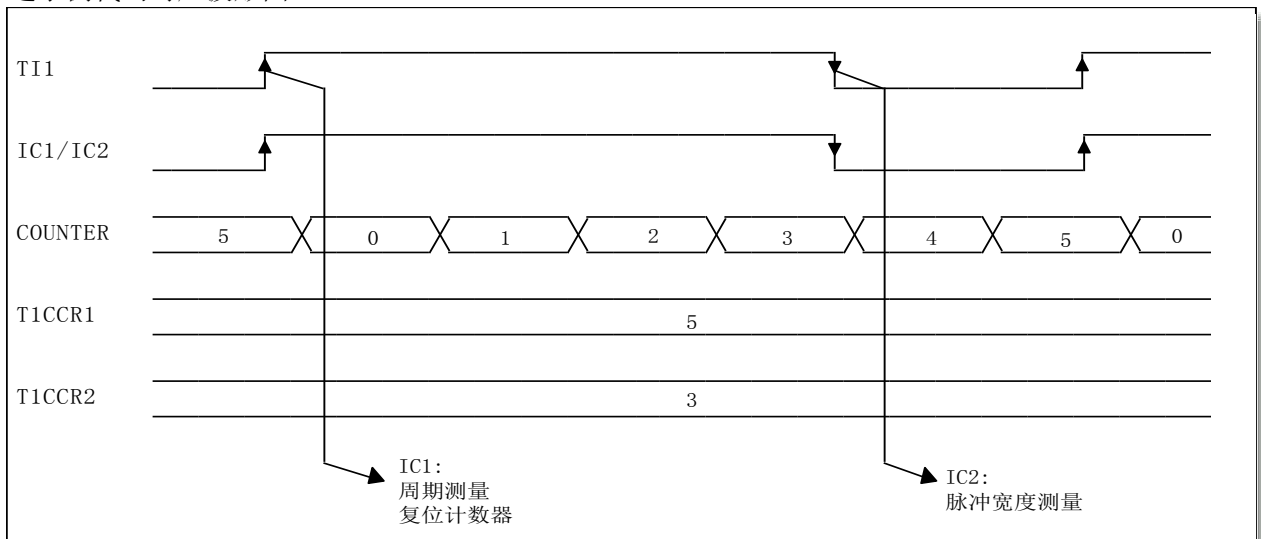 TI1
IC1/IC2
COUNTER 5 0 1 2 3 4 5 0
T1CCR1 5
T1CCR2 3
IC1:
周期测量
复位计数器
IC2:
脉冲宽度测量